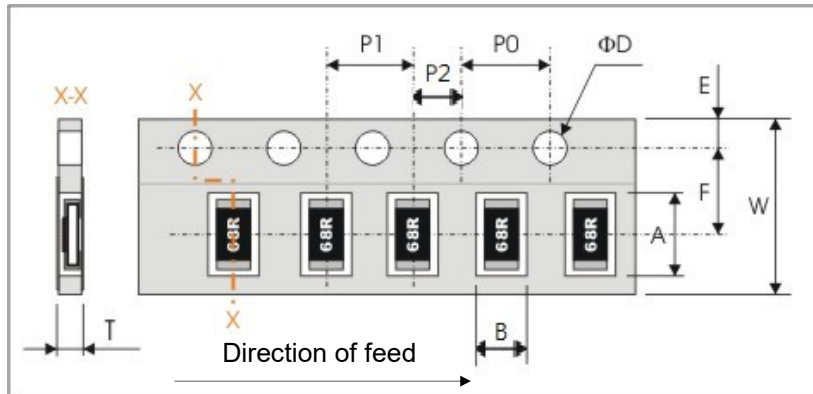 P1
P0
ΦD
P2
E
X-X
X
F
W
A
68R
68R
68R
68R
68R
X
B
T
Direction of feed